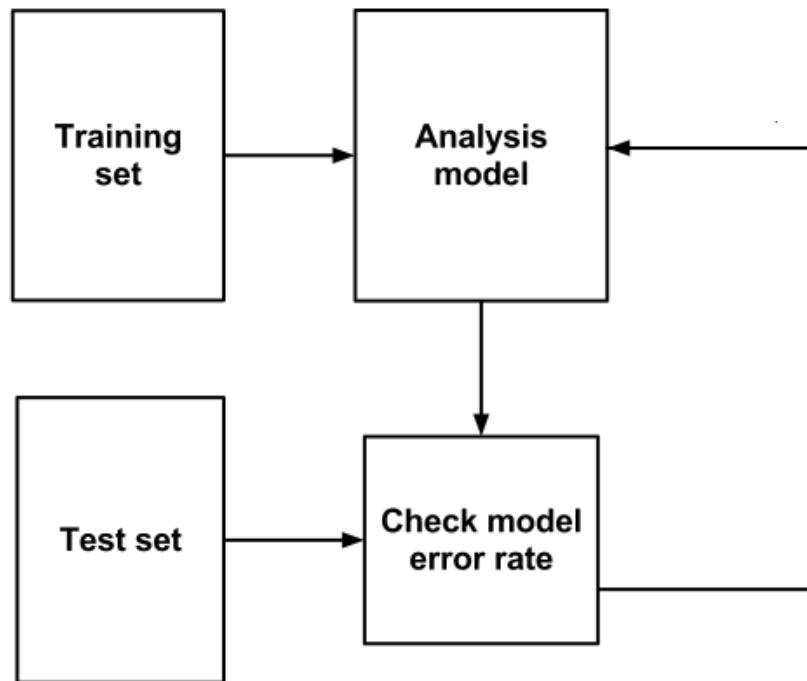 Training
set
Analysis
model
Test set
Check model
error rate